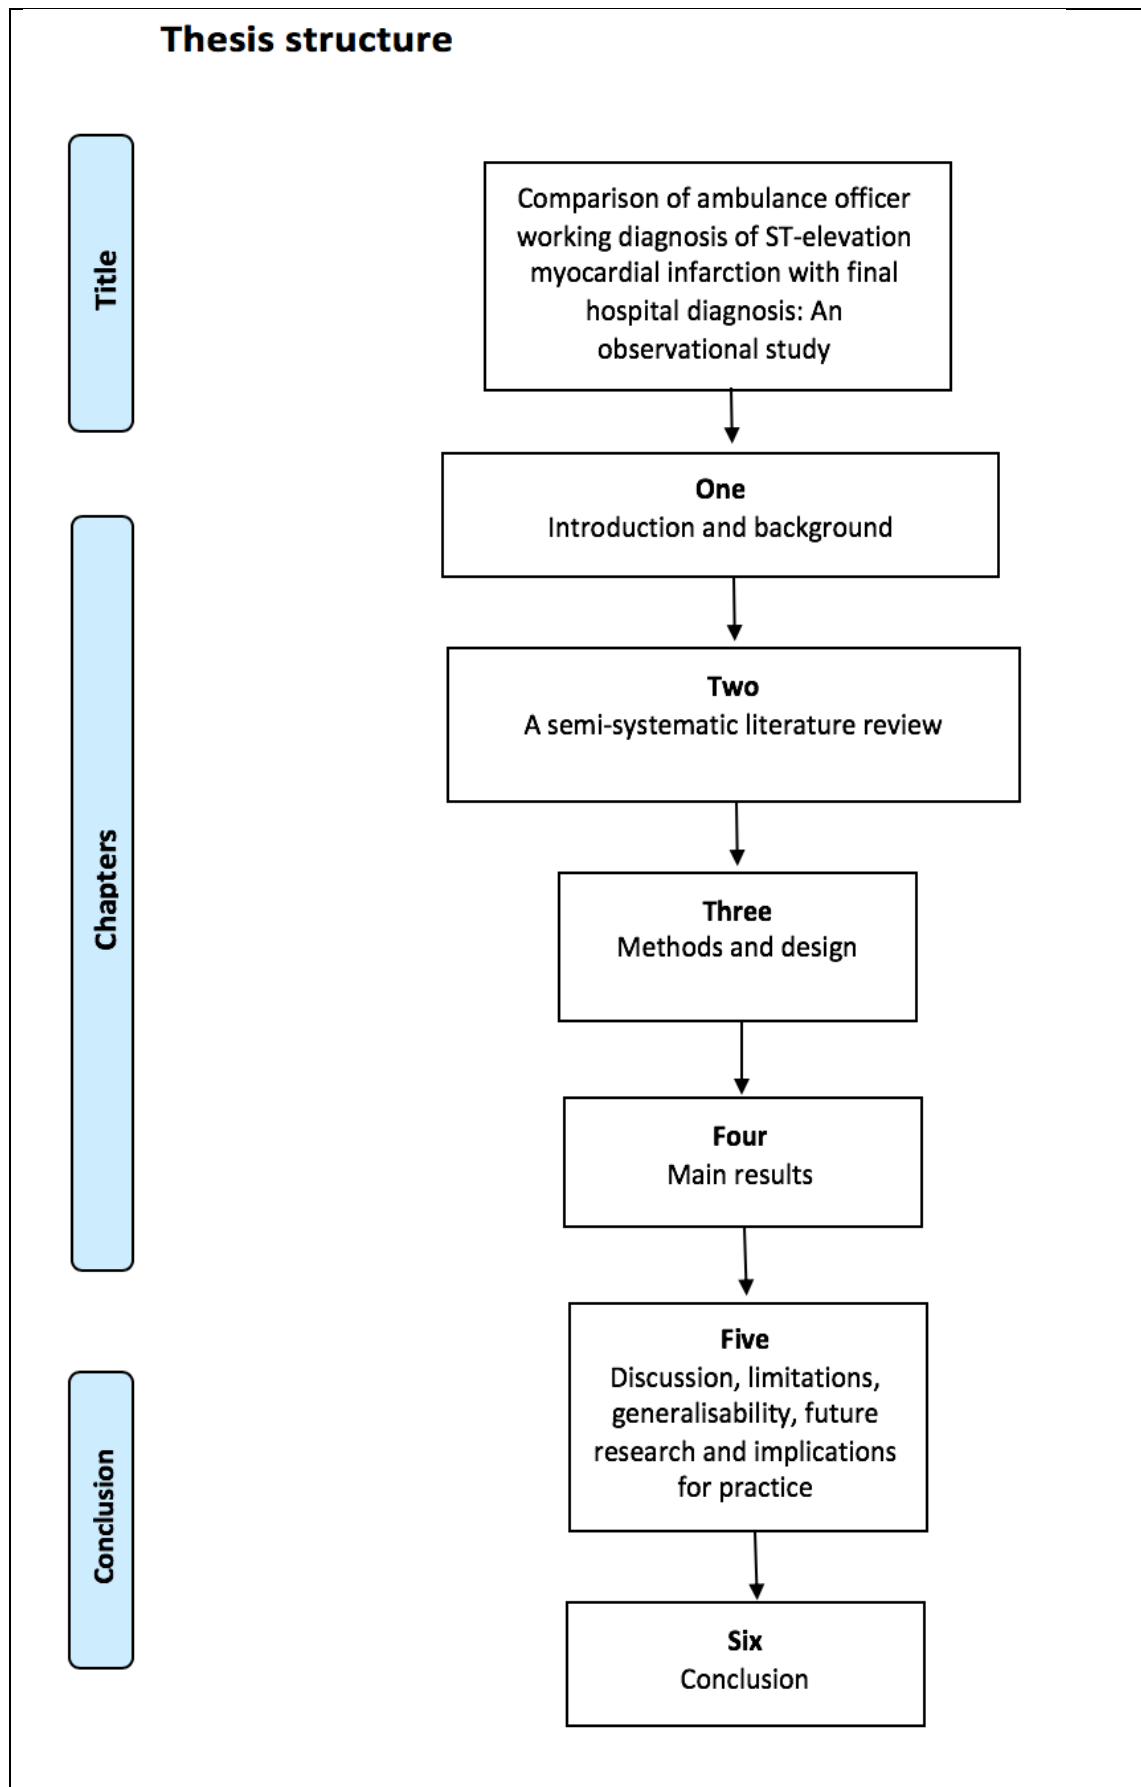 Thesis structure
Title
Comparison of ambulance officer
working diagnosis of ST-elevation
myocardial infarction with final
hospital diagnosis: An
observational study
Chapters
One
Introduction and background
Two
A semi-systematic literature review
Three
Methods and design
Four
Main results
Conclusion
Five
Discussion, limitations,
generalisability, future
research and implications
for practice
Six
Conclusion